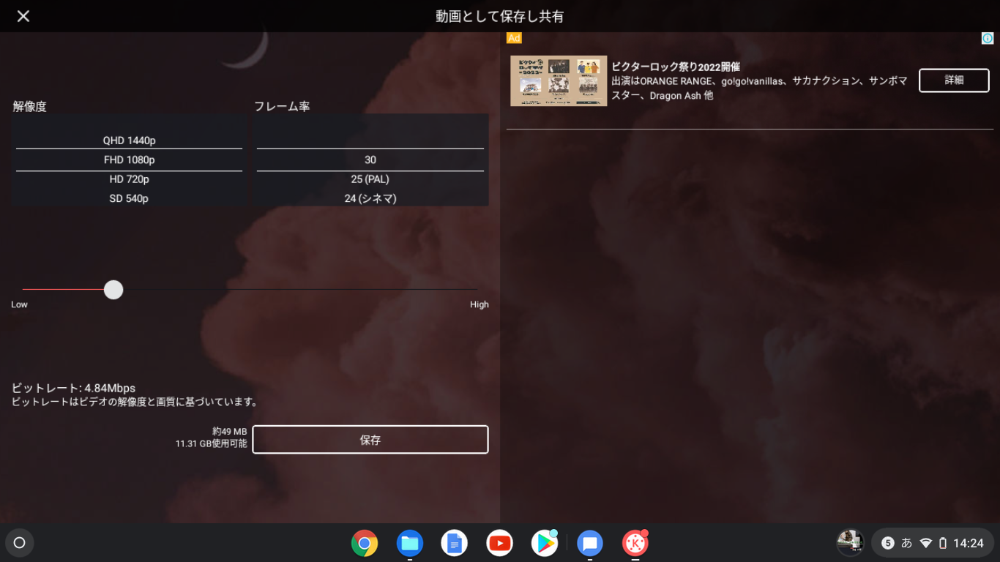 動画として保存し共有
Ad
ビクターロック祭り2022開催
出演はORANGE RANGE、go!go!vanillas、サカナクション、サンボマ
スター、Dragon Ash 他
詳細
解像度
フレーム率
QHD 1440p
FHD 1080p
HD 720p
SD 540p
30
25 (PAL)
24 (シネマ)
Low
High
ビットレート: 4.84Mbps
ビットレートはビデオの解像度と画質に基づいています。
約49 MB
11.31 GB使用可能
保存
5 あ 14:24